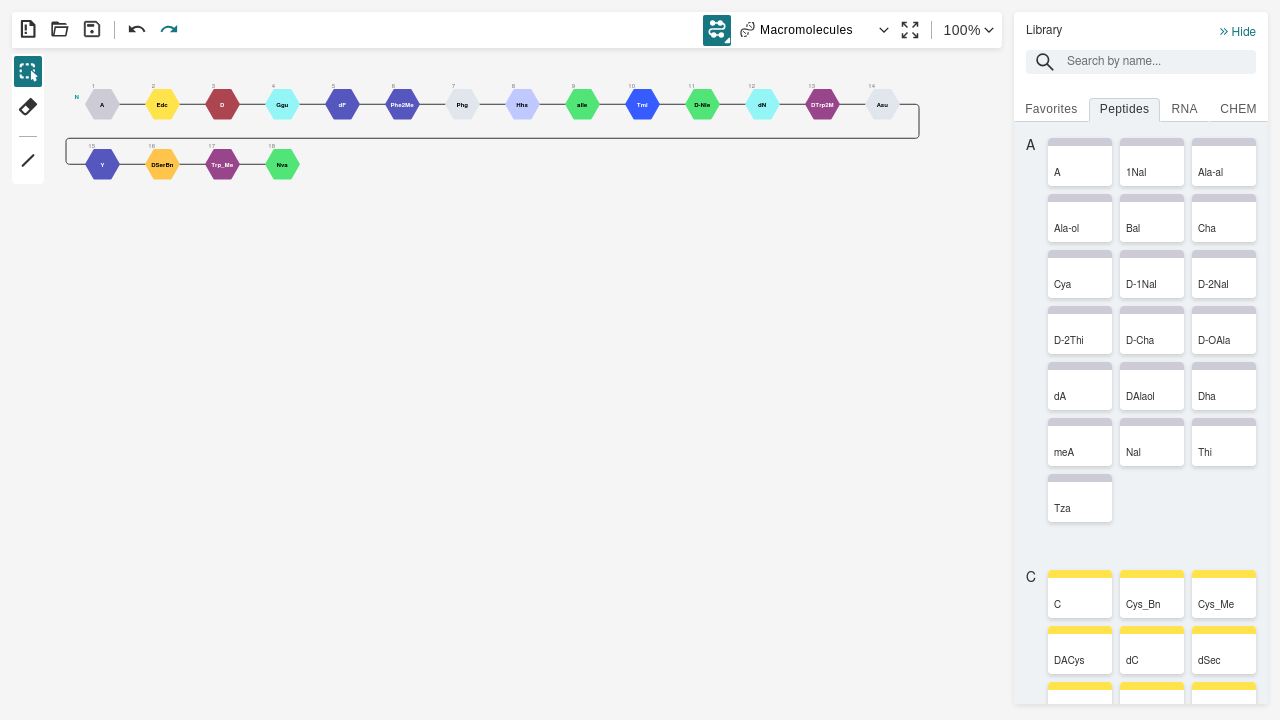 Macromolecules
100%
1 2 3 4 5 6 7 8 9 10 11 12 13 14
N A Edc D Ggu dF Phe2Me Phg Hha aIle Tml D-Nle dN DTrp2M Asu
15 16 17 18
Y DSerBn Trp_Me Nva
Library
Hide
Search by name...
Favorites Peptides RNA CHEM
A
A 1Nal Ala-al
Ala-ol Bal Cha
Cya D-1Nal D-2Nal
D-2Thi D-Cha D-OAla
dA DAlaol Dha
meA Nal Thi
Tza
C
C Cys_Bn Cys_Me
DACys dC dSec